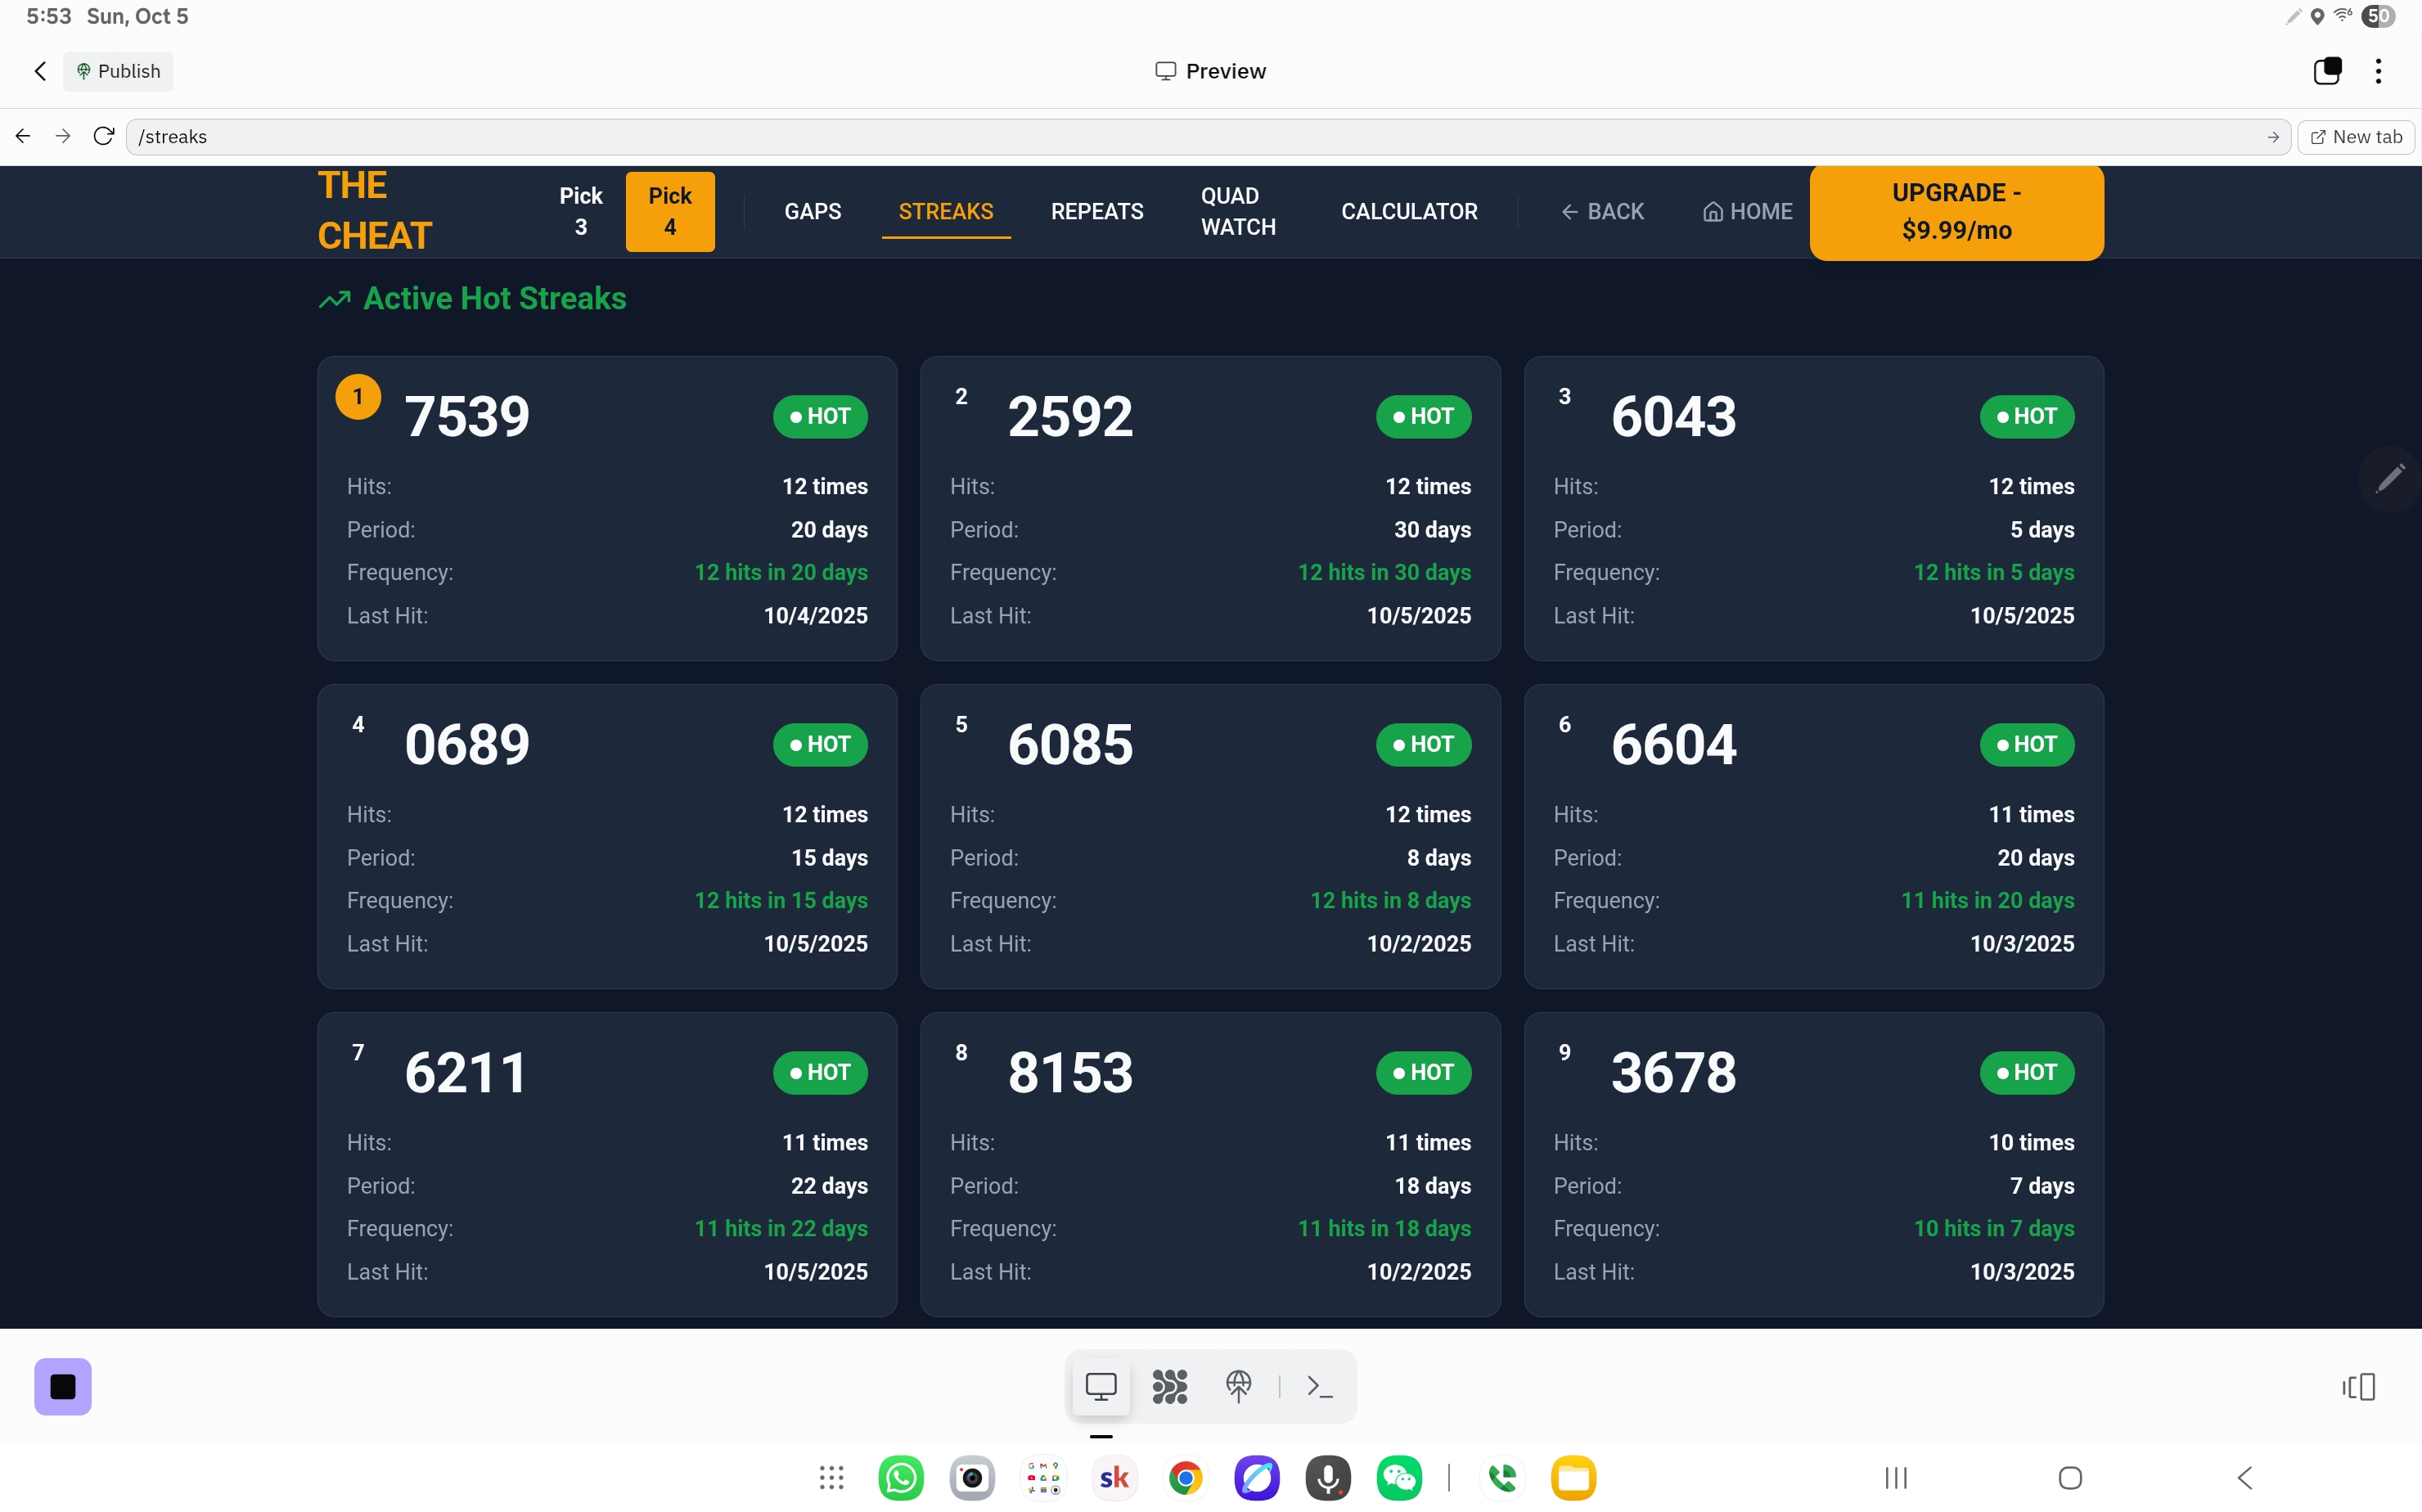 5:53 Sun, Oct 5
50
Publish
Preview
/streaks
New tab
THE
CHEAT
Pick
3
Pick
4
GAPS
STREAKS
REPEATS
QUAD
WATCH
CALCULATOR
BACK
HOME
UPGRADE -
$9.99/mo
Active Hot Streaks
1 7539 HOT
Hits: 12 times
Period: 20 days
Frequency: 12 hits in 20 days
Last Hit: 10/4/2025
2 2592 HOT
Hits: 12 times
Period: 30 days
Frequency: 12 hits in 30 days
Last Hit: 10/5/2025
3 6043 HOT
Hits: 12 times
Period: 5 days
Frequency: 12 hits in 5 days
Last Hit: 10/5/2025
4 0689 HOT
Hits: 12 times
Period: 15 days
Frequency: 12 hits in 15 days
Last Hit: 10/5/2025
5 6085 HOT
Hits: 12 times
Period: 8 days
Frequency: 12 hits in 8 days
Last Hit: 10/2/2025
6 6604 HOT
Hits: 11 times
Period: 20 days
Frequency: 11 hits in 20 days
Last Hit: 10/3/2025
7 6211 HOT
Hits: 11 times
Period: 22 days
Frequency: 11 hits in 22 days
Last Hit: 10/5/2025
8 8153 HOT
Hits: 11 times
Period: 18 days
Frequency: 11 hits in 18 days
Last Hit: 10/2/2025
9 3678 HOT
Hits: 10 times
Period: 7 days
Frequency: 10 hits in 7 days
Last Hit: 10/3/2025
sk